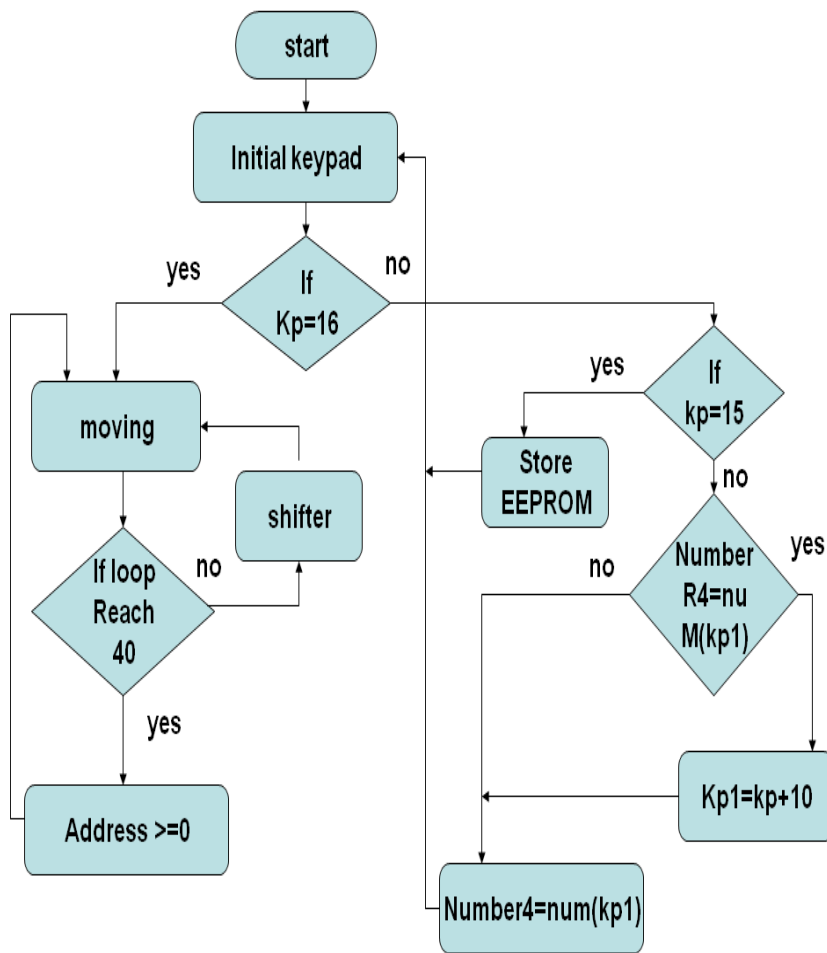 start
Initial keypad
yes
If
Kp=16
no
yes
If
kp=15
moving
Store
EEPROM
no
shifter
If loop
Reach
40
no
no
Number
R4=nu
M(kp1)
yes
yes
Address >=0
Kp1=kp+10
Number4=num(kp1)